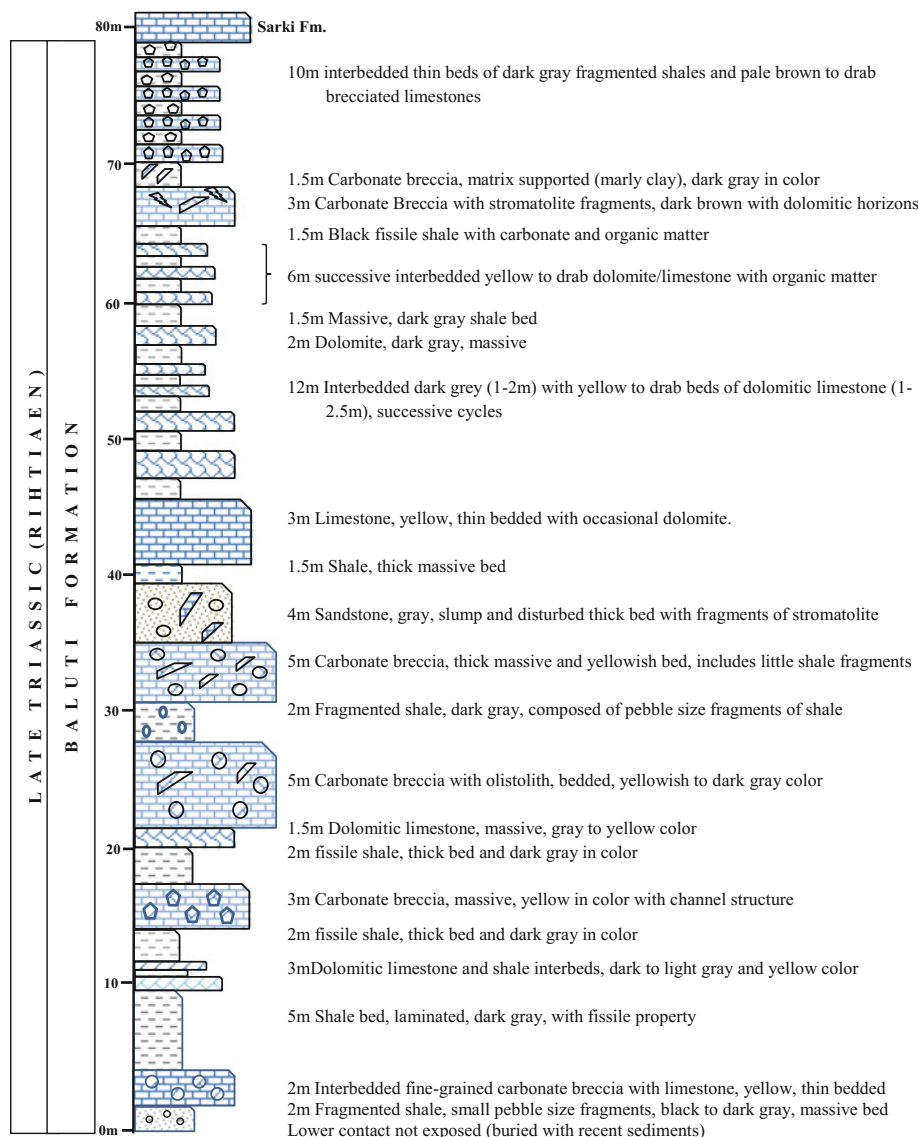 80m
Sarki Fm.
10m interbedded thin beds of dark gray fragmented shales and pale brown to drab
brecciated limestones
70
1.5m Carbonate breccia, matrix supported (marly clay), dark gray in color
3m Carbonate Breccia with stromatolite fragments, dark brown with dolomitic horizons
1.5m Black fissile shale with carbonate and organic matter
6m successive interbedded yellow to drab dolomite/limestone with organic matter
60
1.5m Massive, dark gray shale bed
2m Dolomite, dark gray, massive
12m Interbedded dark grey (1-2m) with yellow to drab beds of dolomitic limestone (1-
2.5m), successive cycles
50
3m Limestone, yellow, thin bedded with occasional dolomite.
1.5m Shale, thick massive bed
40
4m Sandstone, gray, slump and disturbed thick bed with fragments of stromatolite
5m Carbonate breccia, thick massive and yellowish bed, includes little shale fragments
30
2m Fragmented shale, dark gray, composed of pebble size fragments of shale
5m Carbonate breccia with olistolith, bedded, yellowish to dark gray color
1.5m Dolomitic limestone, massive, gray to yellow color
20
2m fissile shale, thick bed and dark gray in color
3m Carbonate breccia, massive, yellow in color with channel structure
2m fissile shale, thick bed and dark gray in color
3mDolomitic limestone and shale interbeds, dark to light gray and yellow color
10
5m Shale bed, laminated, dark gray, with fissile property
2m Interbedded fine-grained carbonate breccia with limestone, yellow, thin bedded
2m Fragmented shale, small pebble size fragments, black to dark gray, massive bed
0m
Lower contact not exposed (buried with recent sediments)
LATE TRIASSIC (RIHTIAEN)
BALUTI FORMATION